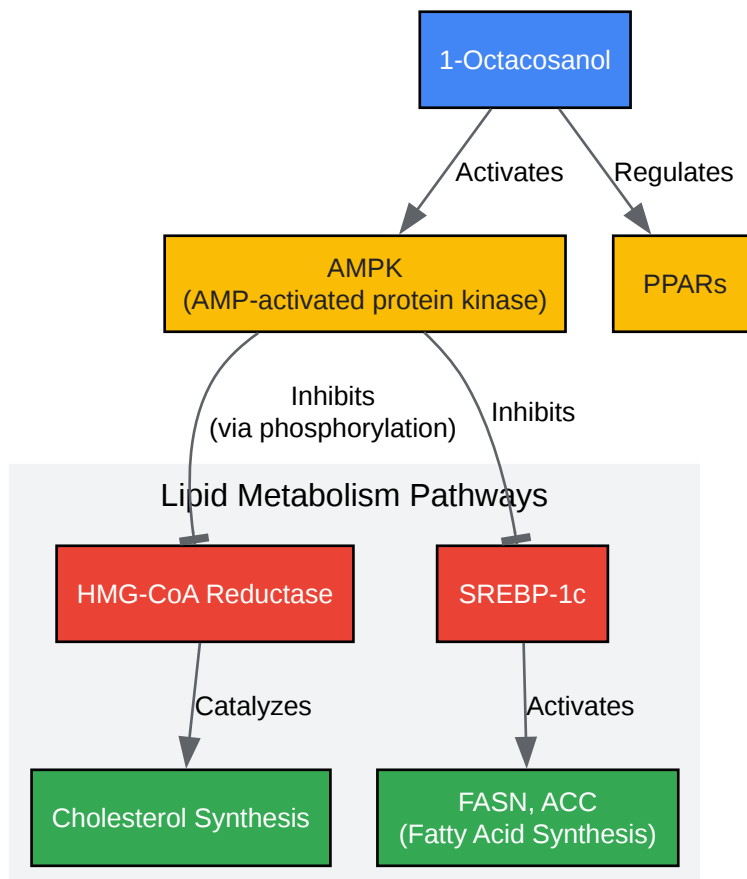 1-Octacosanol
Activates
Regulates
AMPK
(AMP-activated protein kinase)
PPARs
Inhibits
(via phosphorylation)
Inhibits
Lipid Metabolism Pathways
HMG-CoA Reductase
SREBP-1c
Catalyzes
Activates
Cholesterol Synthesis
FASN, ACC
(Fatty Acid Synthesis)